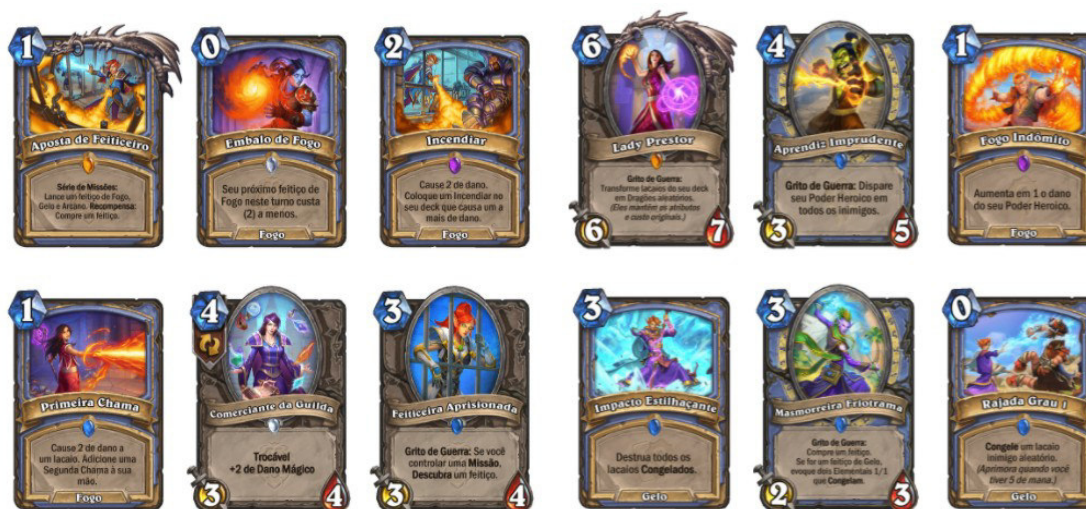 1
Aposta de Feiticeiro
Série de Missões:
Lance um feitiço de Fogo,
Gelo e Arcano. Recompensa:
Compre um feitiço.
0
Embalo de Fogo
Seu próximo feitiço de
Fogo neste turno custa
(2) a menos.
Fogo
2
Incendiar
Cause 2 de dano.
Coloque um Incendiar no
seu deck que causa um a
mais de dano.
Fogo
6
Lady Prestor
Grito de Guerra:
Transforme lacaios do seu deck
em Dragões aleatórios.
(Eles mantêm os atributos
e custo originais.)
6
7
4
Aprendiz Imprudente
Grito de Guerra: Dispare
seu Poder Heroico em
todos os inimigos.
3
5
1
Fogo Indômito
Aumenta em 1 o dano
do seu Poder Heroico.
Fogo
1
Primeira Chama
Cause 2 de dano a
um lacaio. Adicione uma
Segunda Chama à sua
mão.
Fogo
4
Comerciante da Guilda
Trocável
+2 de Dano Mágico
3
4
3
Feiticeira Aprisionada
Grito de Guerra: Se você
controlar uma Missão,
Descubra um feitiço.
3
4
3
Impacto Estilhaçante
Destrua todos os
lacaios Congelados.
Gelo
3
Masmorreira Friotrama
Grito de Guerra:
Compre um feitiço.
Se for um feitiço de Gelo,
evoque dois Elementais 1/1
que Congelam.
2
3
0
Rajada Grau 1
Congele um lacaio
inimigo aleatório.
(Aprimora quando você
tiver 5 de mana.)
Gelo